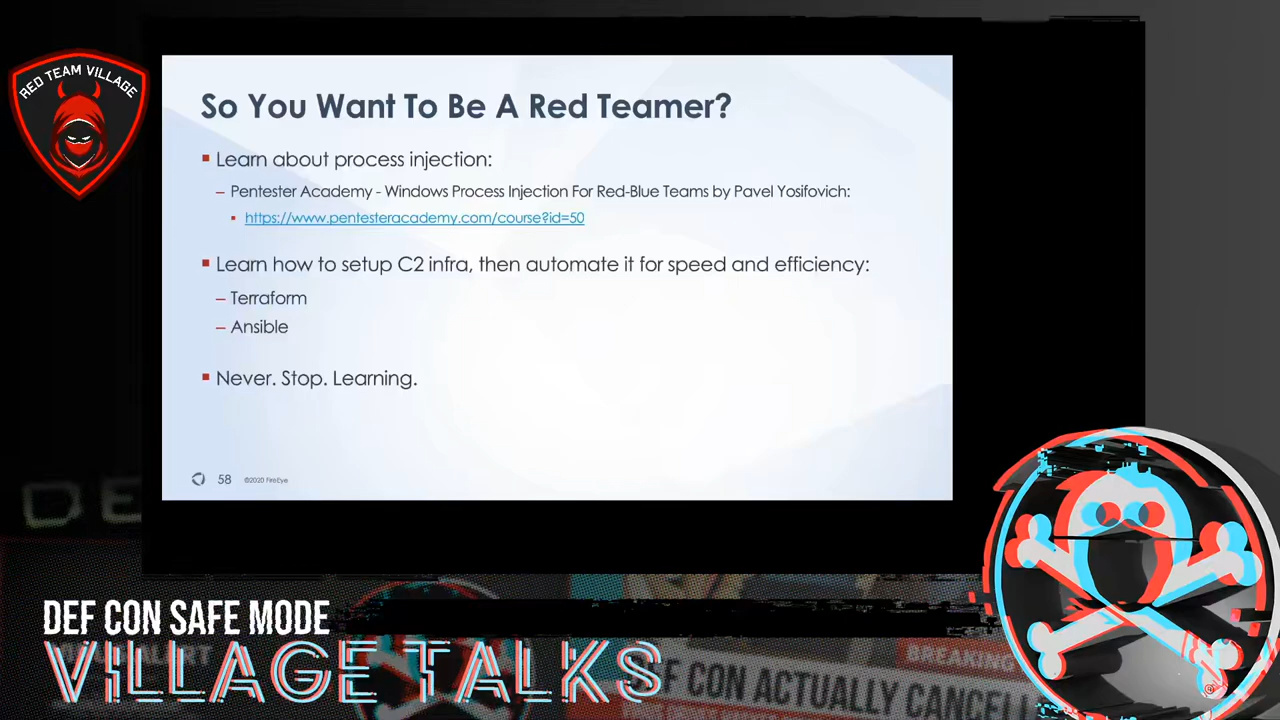 RED TEAM VILLAGE
So You Want To Be A Red Teamer?
Learn about process injection:
– Pentester Academy - Windows Process Injection For Red-Blue Teams by Pavel Yosifovich:
https://www.pentesteracademy.com/course?id=50
Learn how to setup C2 infra, then automate it for speed and efficiency:
– Terraform
– Ansible
Never. Stop. Learning.
58 ©2020 FireEye
DE
DEF CON SAFE MODE
VILLAGE TALKS
BREAKING
DEF CON ACTUALLY CANCELL